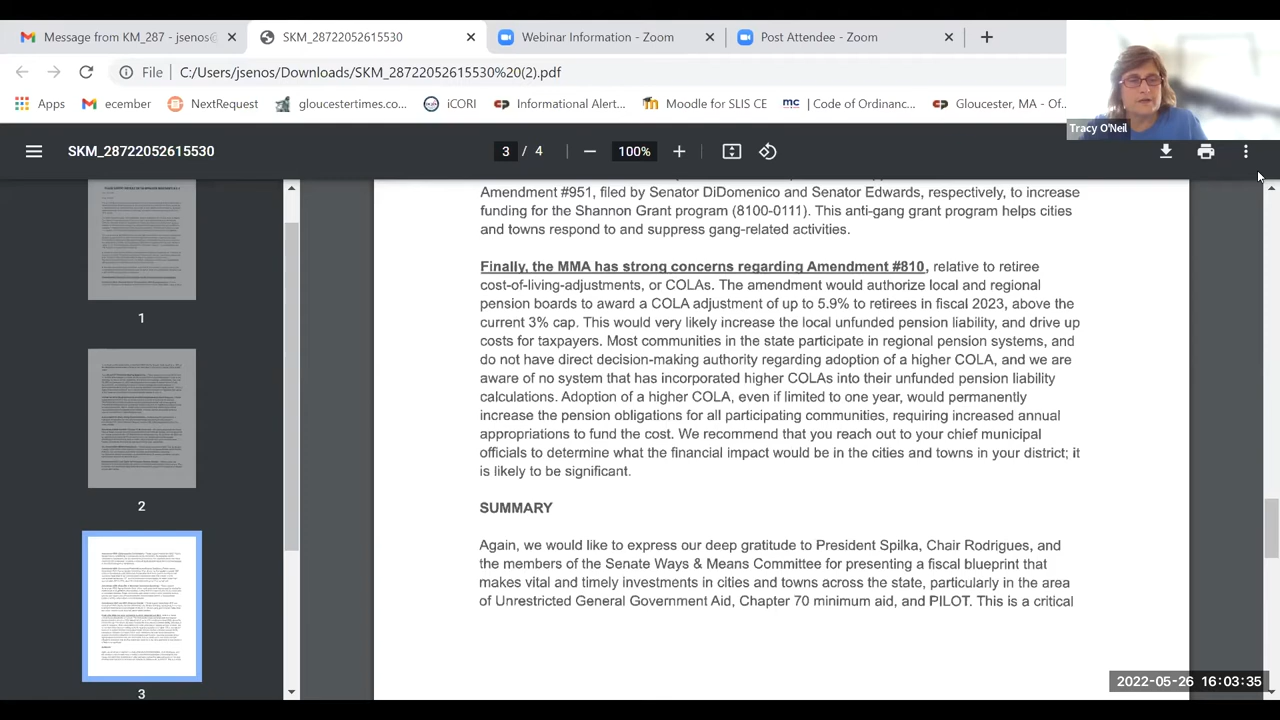 Message from KM_287 - jsenos@
SKM_28722052615530
Webinar Information - Zoom
Post Attendee - Zoom
File
C:/Users/jsenos/Downloads/SKM_28722052615530%20(2).pdf
Apps
ecember
NextRequest
gloucestertimes.co...
iCORI
Informational Alert...
Moodle for LIS CE
mc
| Code of Ordinanc...
Gloucester, MA - Of...
Tracy O'Neil
SKM_28722052615530
3 / 4
100%
1
2
3
Amendment #951, filed by Senator DiDomenico and Senator Edwards, respectively, to increase
funding for the Shannon Grant program (8100-0111). This anti-gang grant program helps cities
and towns respond to and suppress gang-related activities.
Finally, the MMA has strong concerns regarding Amendment #810, relative to retiree
cost-of-living-adjustments, or COLAs. The amendment would authorize local and regional
pension boards to award a COLA adjustment of up to 5.9% to retirees in fiscal 2023, above the
current 3% cap. This would very likely increase the local unfunded pension liability, and drive up
costs for taxpayers. Most communities in the state participate in regional pension systems, and
do not have direct decision-making authority regarding adoption of a higher COLA, and we are
aware of no system that has incorporated higher COLAs into their unfunded pension liability
calculations. Adoption of a higher COLA, even if limited to one year, would permanently
increase the pension obligations for all participating communities, requiring increased annual
appropriations to fund the cost. We recommend that you reach out to your chief municipal
officials to determine what the financial impact would be in the cities and towns in your district; it
is likely to be significant.
SUMMARY
Again, we would like to express our deep gratitude to President Spilka, Chair Rodrigues, and
the members of the Senate Ways & Means Committee for presenting a fiscal blueprint that
makes vital and timely investments in cities and towns across the state, particularly in the area
of Unrestricted General Government Aid, Chapter 70 minimum aid, and PILOT. This is a critical
2022-05-26 16:03:35